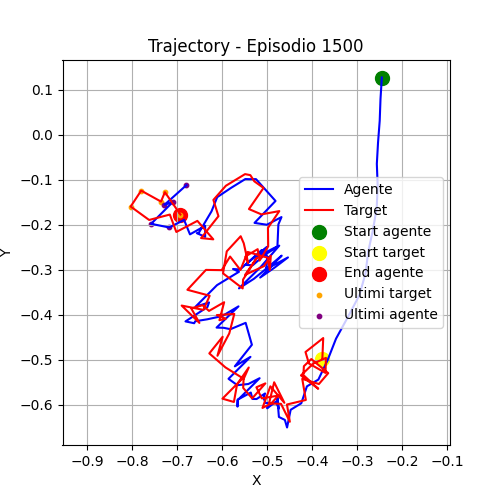 Trajectory - Episodio 1500
0.1
0.0
−0.1
−0.2
−0.3
−0.4
−0.5
−0.6
Y
Agente
Target
Start agente
Start target
End agente
Ultimi target
Ultimi agente
−0.9 −0.8 −0.7 −0.6 −0.5 −0.4 −0.3 −0.2 −0.1
X